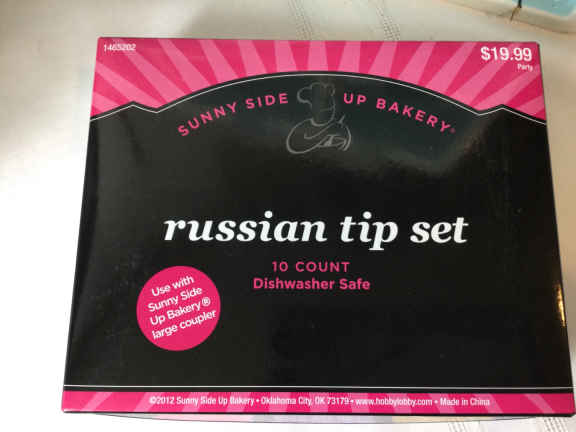 1465202
$19.99
Party
SUNNY SIDE UP BAKERY®
russian tip set
10 COUNT
Dishwasher Safe
Use with
Sunny Side
Up Bakery®
large coupler
©2012 Sunny Side Up Bakery • Oklahoma City, OK 73179 • www.hobbylobby.com • Made in China